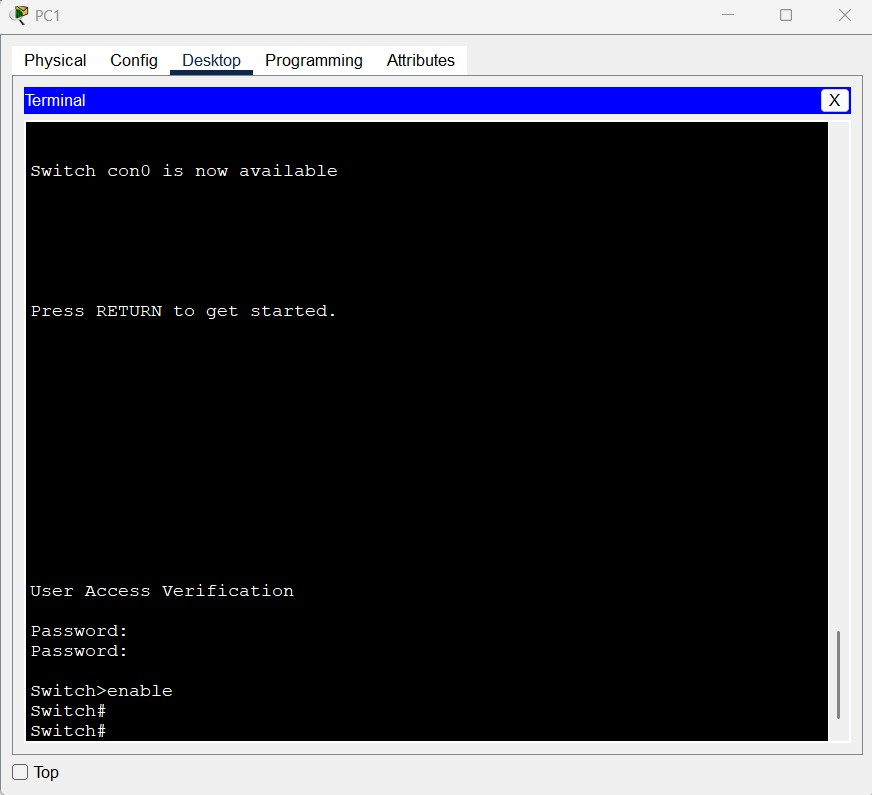 PC1
Physical Config Desktop Programming Attributes
Terminal X
Switch con0 is now available
Press RETURN to get started.
User Access Verification
Password:
Password:
Switch>enable
Switch#
Switch#
Top